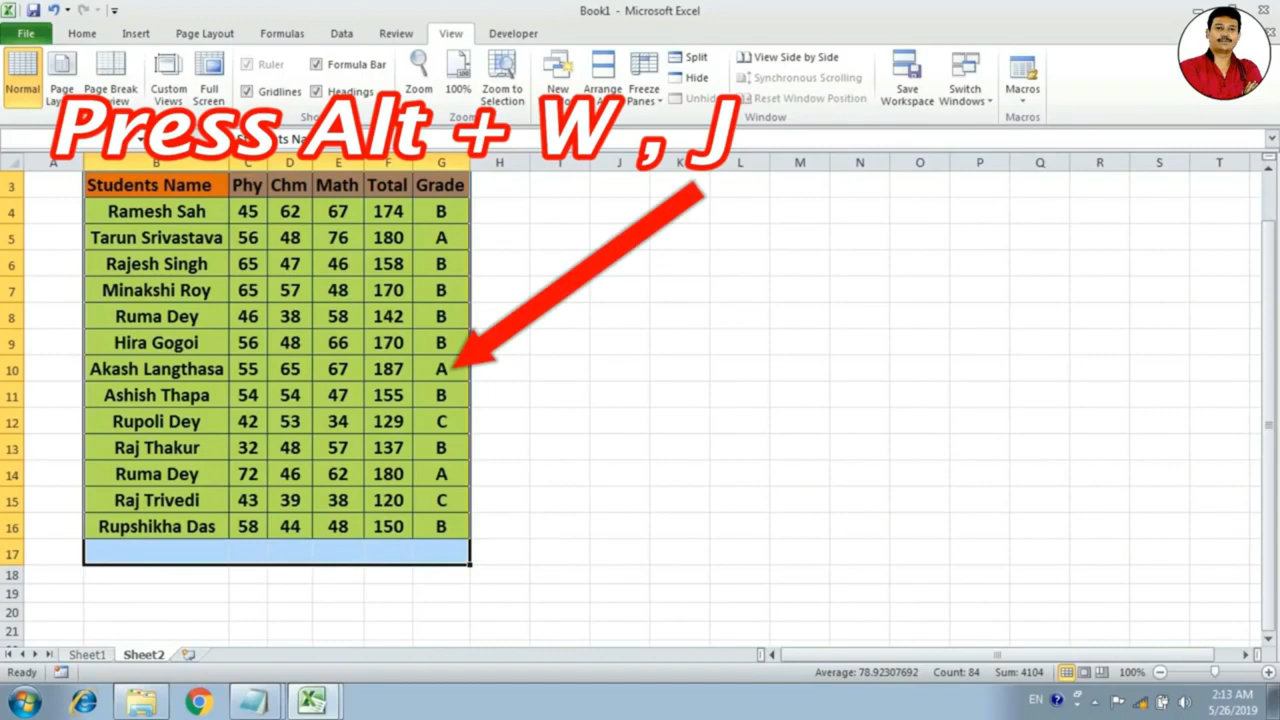 Book1 - Microsoft Excel
File Home Insert Page Layout Formulas Data Review View Developer
Ruler
Formula Bar
Gridlines
Headings
Normal
Page
Page Break
Custom Views
Full Screen
Zoom
100%
Zoom to Selection
New
Arrange
Freeze Panes
Split
Hide
View Side by Side
Synchronous Scrolling
Reset Window Position
Save Workspace
Switch Windows
Macros
Zoom
Window
Macros
Press Alt + W , J
A B C D E F G H I J K L M N O P Q R S T
3 Students Name Phy Chm Math Total Grade
4 Ramesh Sah 45 62 67 174 B
5 Tarun Srivastava 56 48 76 180 A
6 Rajesh Singh 65 47 46 158 B
7 Minakshi Roy 65 57 48 170 B
8 Ruma Dey 46 38 58 142 B
9 Hira Gogoi 56 48 66 170 B
10 Akash Langthasa 55 65 67 187 A
11 Ashish Thapa 54 54 47 155 B
12 Rupoli Dey 42 53 34 129 C
13 Raj Thakur 32 48 57 137 B
14 Ruma Dey 72 46 62 180 A
15 Raj Trivedi 43 39 38 120 C
16 Rupshikha Das 58 44 48 150 B
17
18
19
20
21
Sheet1 Sheet2
Ready Average: 78.92307692 Count: 84 Sum: 4104 100%
EN 2:13 AM
5/26/2019